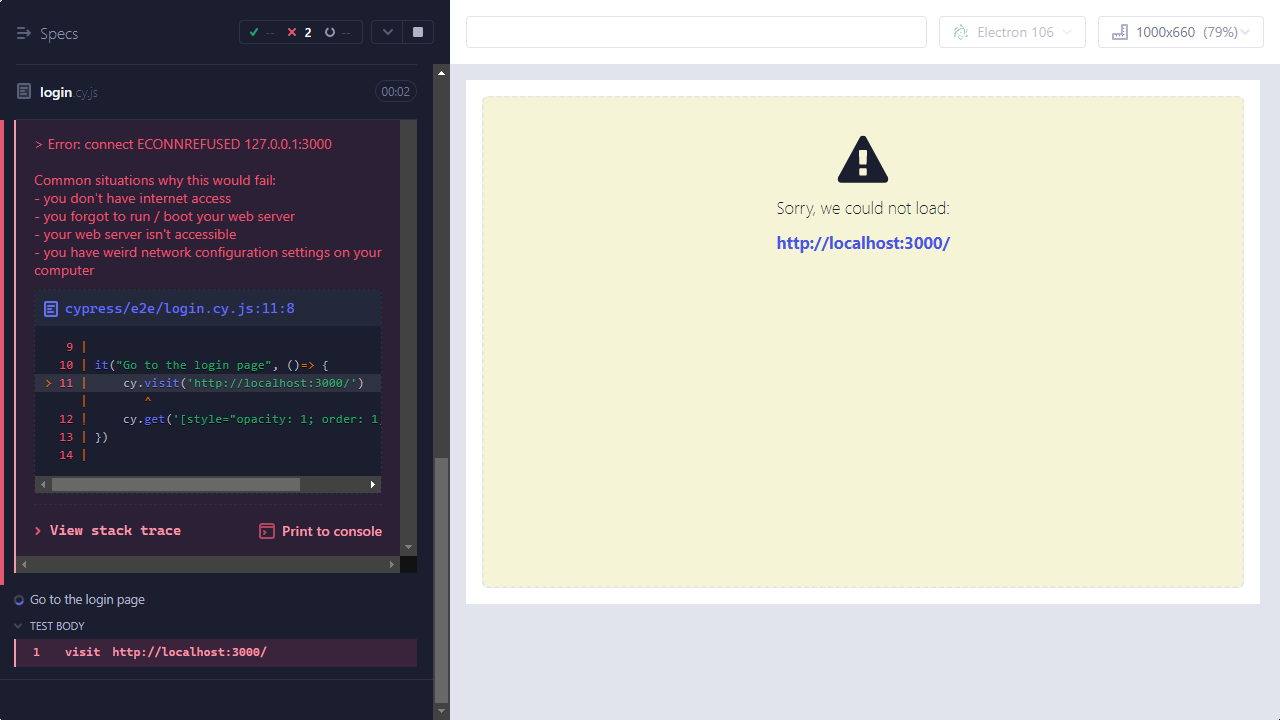 Specs
-- 2 --
login.cy.js
00:02
> Error: connect ECONNREFUSED 127.0.0.1:3000
Common situations why this would fail:
- you don't have internet access
- you forgot to run / boot your web server
- your web server isn't accessible
- you have weird network configuration settings on your
computer
cypress/e2e/login.cy.js:11:8
9 |
10 | it("Go to the login page", ()=> {
> 11 |     cy.visit('http://localhost:3000/')
|        ^
12 |     cy.get('[style="opacity: 1; order: 1
13 | })
14 |
> View stack trace
Print to console
Go to the login page
TEST BODY
1 visit http://localhost:3000/
Electron 106
1000x660 (79%)
Sorry, we could not load:
http://localhost:3000/